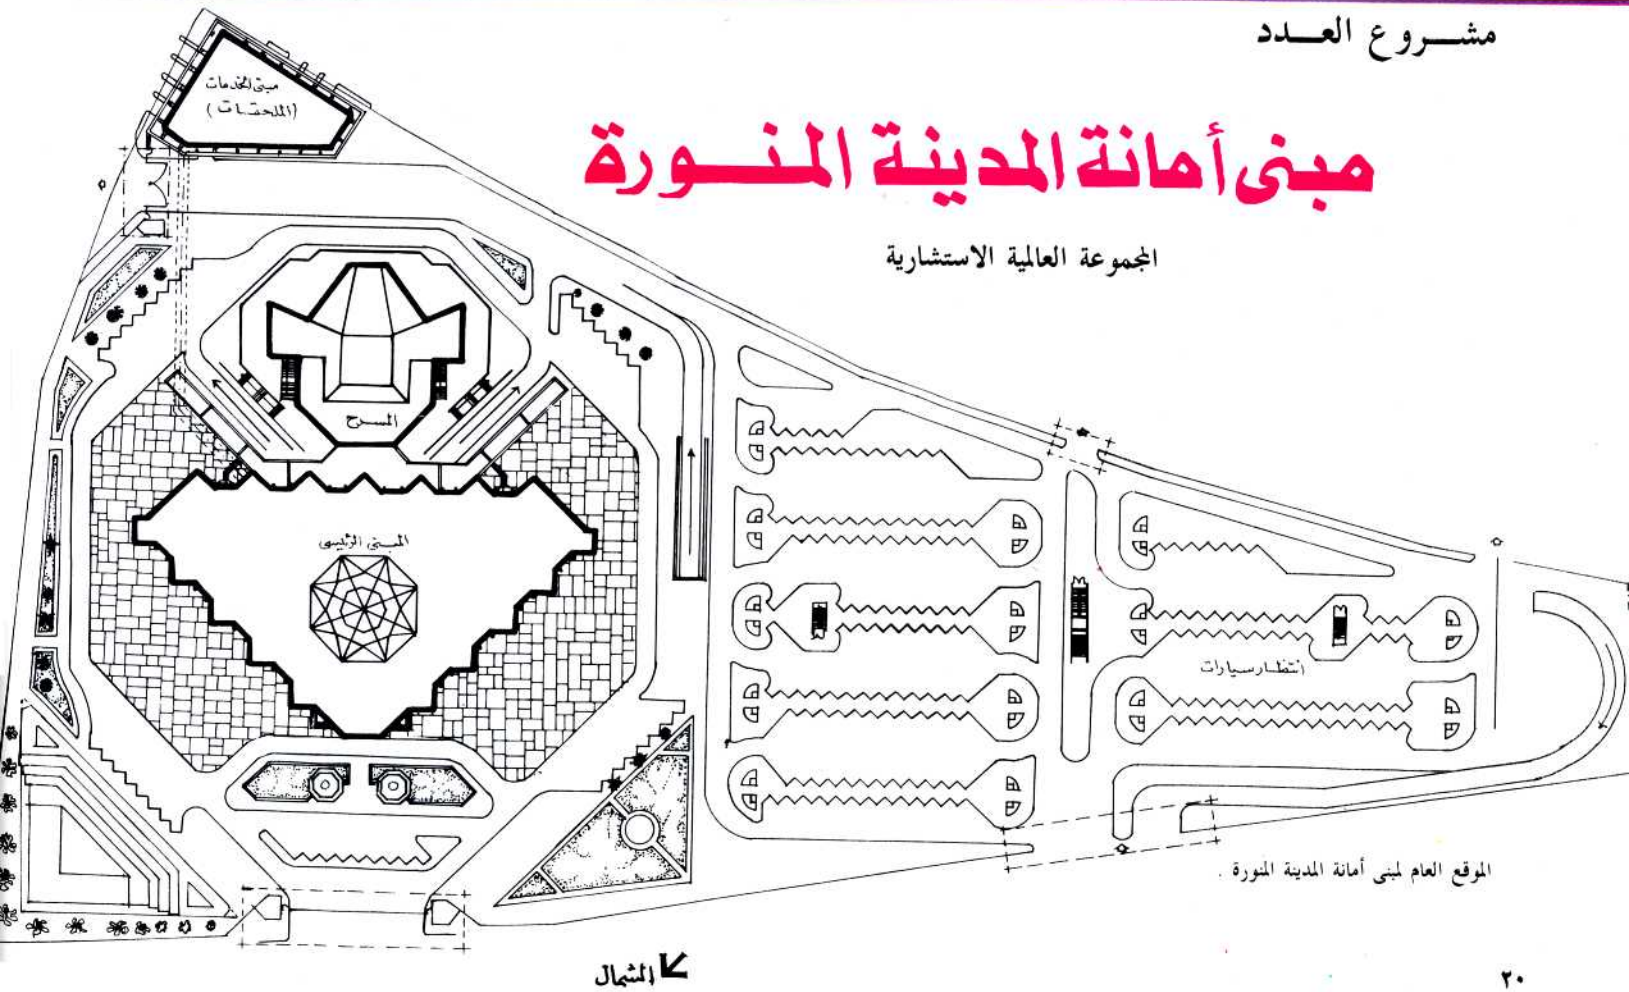 مشـــروع العـــدد
مبنى أمانة المدينة المنـــورة
المجموعة العالمية الاستشارية
مبنى الخدمات
(الملحقات)
المسرح
المبنى الرئيسى
انتظار سيارات
الموقع العام لمبنى أمانة المدينة المنورة .
الشمال
٢٠